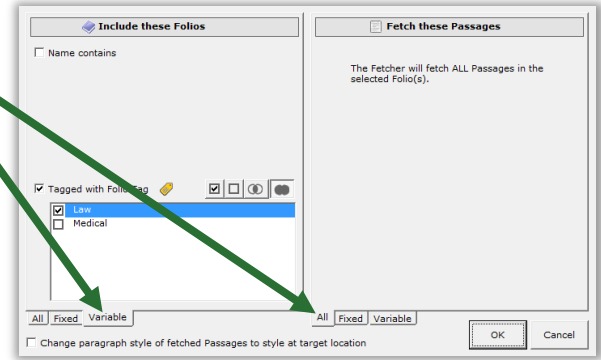 Include these Folios
Fetch these Passages
Name contains
The Fetcher will fetch ALL Passages in the
selected Folio(s).
Tagged with Folio Tag
Law
Medical
All Fixed Variable
All Fixed Variable
Change paragraph style of fetched Passages to style at target location
OK Cancel